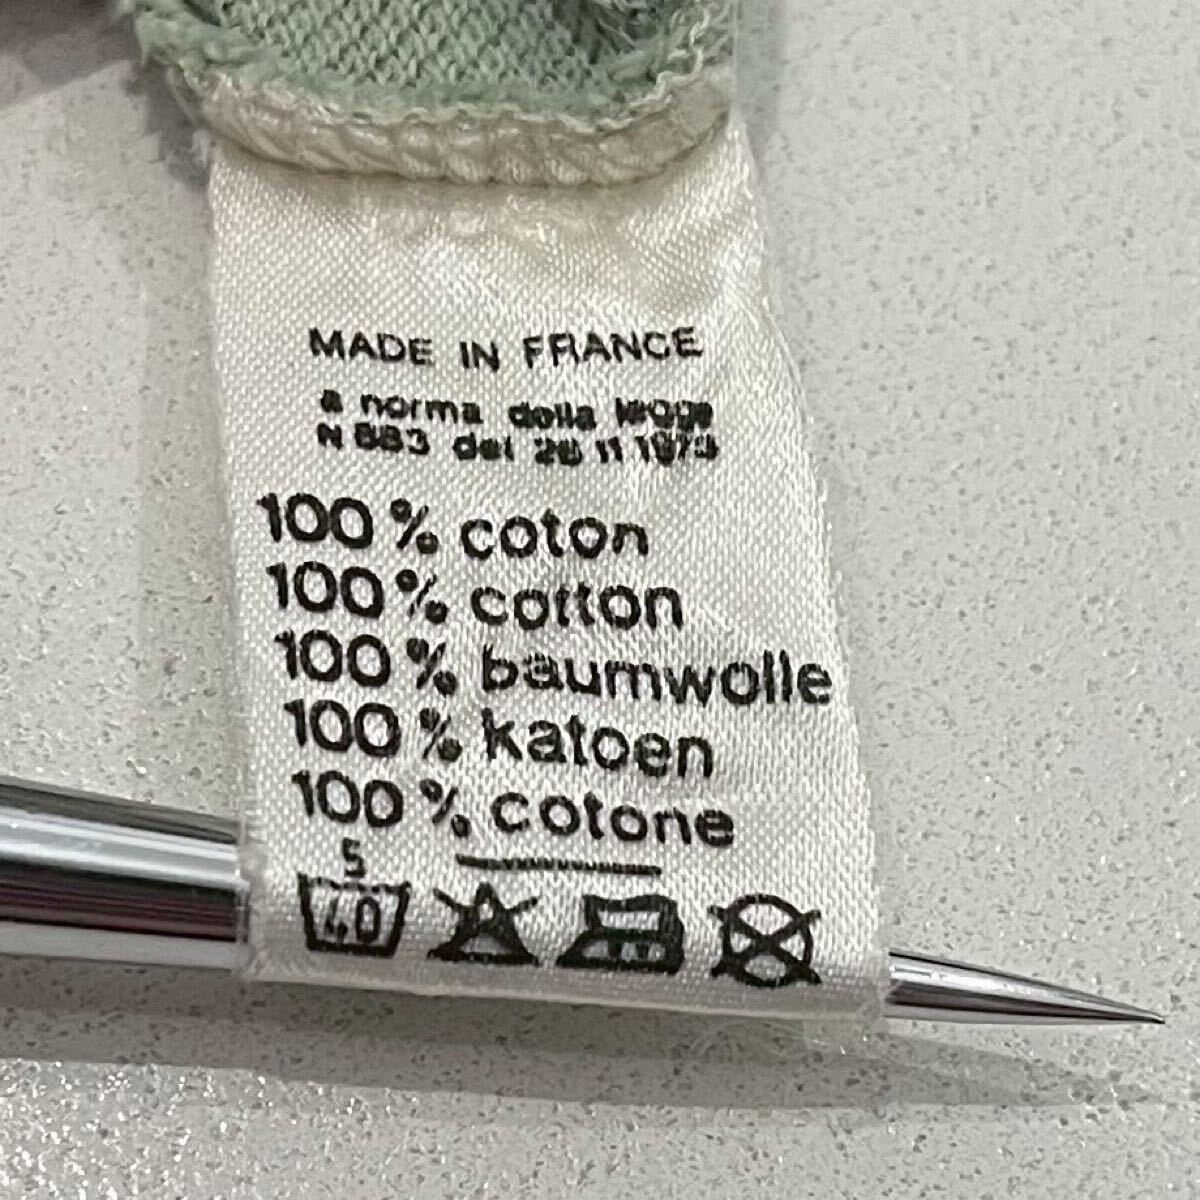 MADE IN FRANCE
a norma della legge
N 883 del 26 11 1973
100 % coton
100 % cotton
100 % baumwolle
100 % katoen
100 % cotone
5
40